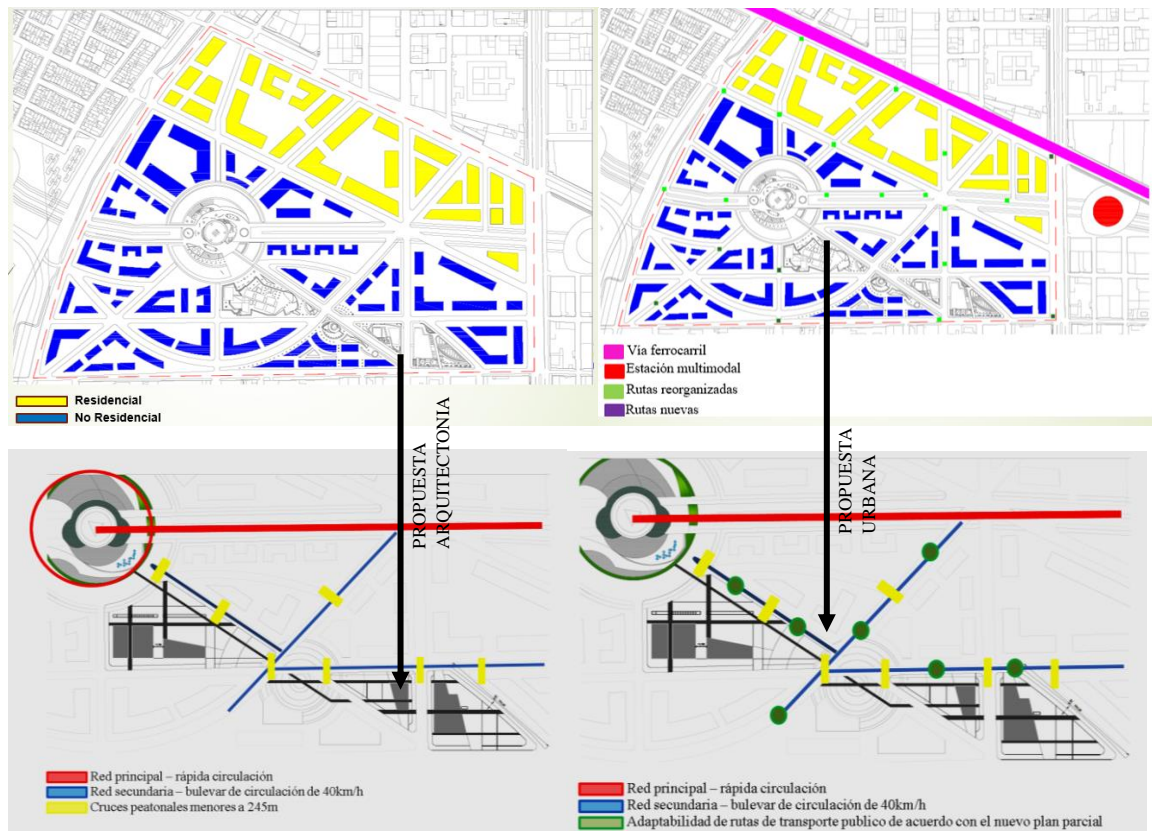 Residencial
No Residencial
Vía ferrocarril
Estación multimodal
Rutas reorganizadas
Rutas nuevas
PROPUESTA
ARQUITECTONIA
PROPUESTA
URBANA
Red principal – rápida circulación
Red secundaria – bulevar de circulación de 40km/h
Cruces peatonales menores a 245m
Red principal – rápida circulación
Red secundaria – bulevar de circulación de 40km/h
Adaptabilidad de rutas de transporte publico de acuerdo con el nuevo plan parcial